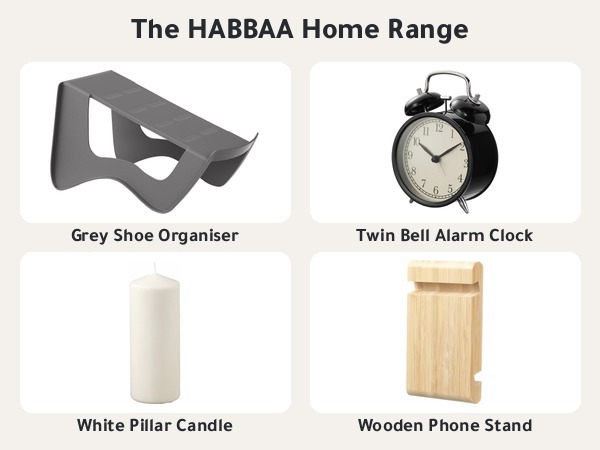 The HABBAA Home Range
Grey Shoe Organiser
Twin Bell Alarm Clock
White Pillar Candle
Wooden Phone Stand